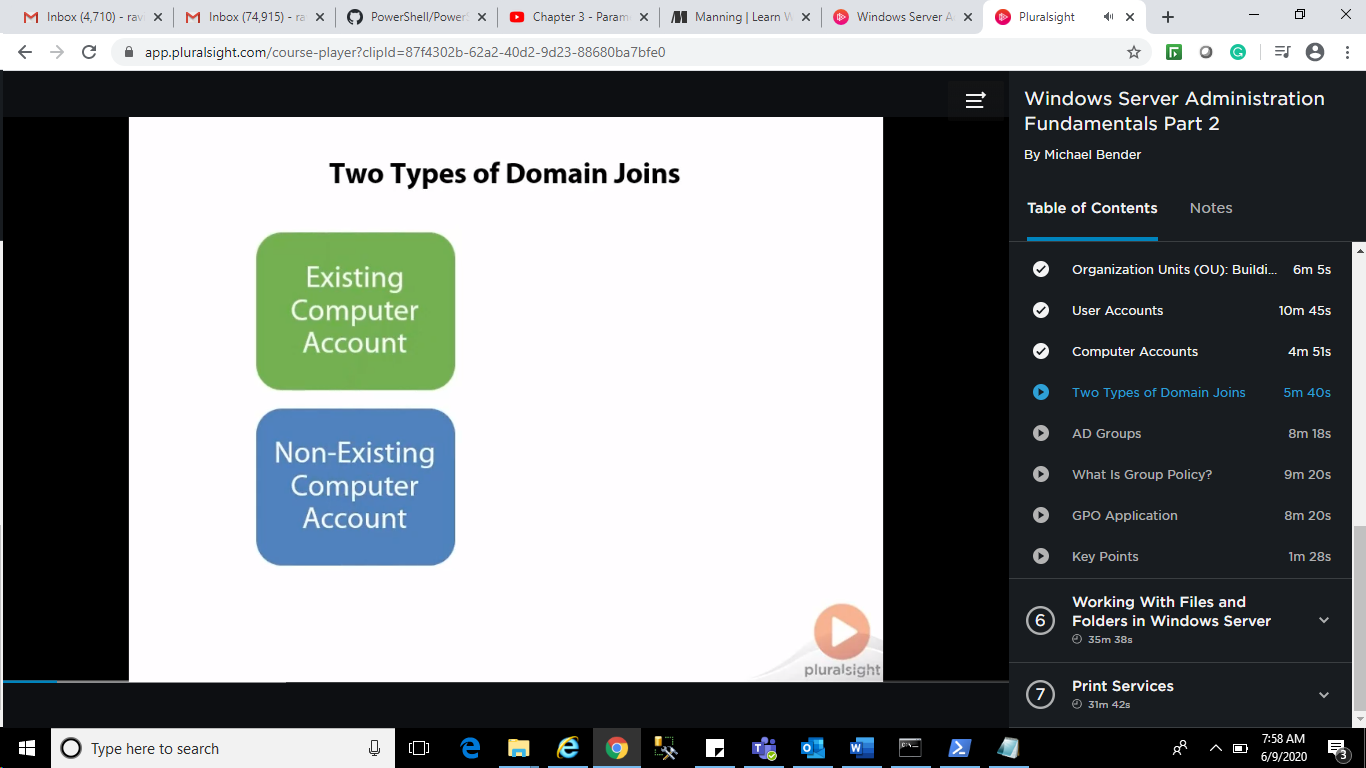 Inbox (4,710) - rav
Inbox (74,915) - ra
PowerShell/Power
Chapter 3 - Param
Manning | Learn W
Windows Server A
Pluralsight
app.pluralsight.com/course-player?clipId=87f4302b-62a2-40d2-9d23-88680ba7bfe0
Two Types of Domain Joins
Existing
Computer
Account
Non-Existing
Computer
Account
pluralsight
Windows Server Administration
Fundamentals Part 2
By Michael Bender
Table of Contents
Notes
Organization Units (OU): Buildi... 6m 5s
User Accounts 10m 45s
Computer Accounts 4m 51s
Two Types of Domain Joins 5m 40s
AD Groups 8m 18s
What Is Group Policy? 9m 20s
GPO Application 8m 20s
Key Points 1m 28s
6
Working With Files and
Folders in Windows Server
35m 38s
7
Print Services
31m 42s
Type here to search
7:58 AM
6/9/2020
3